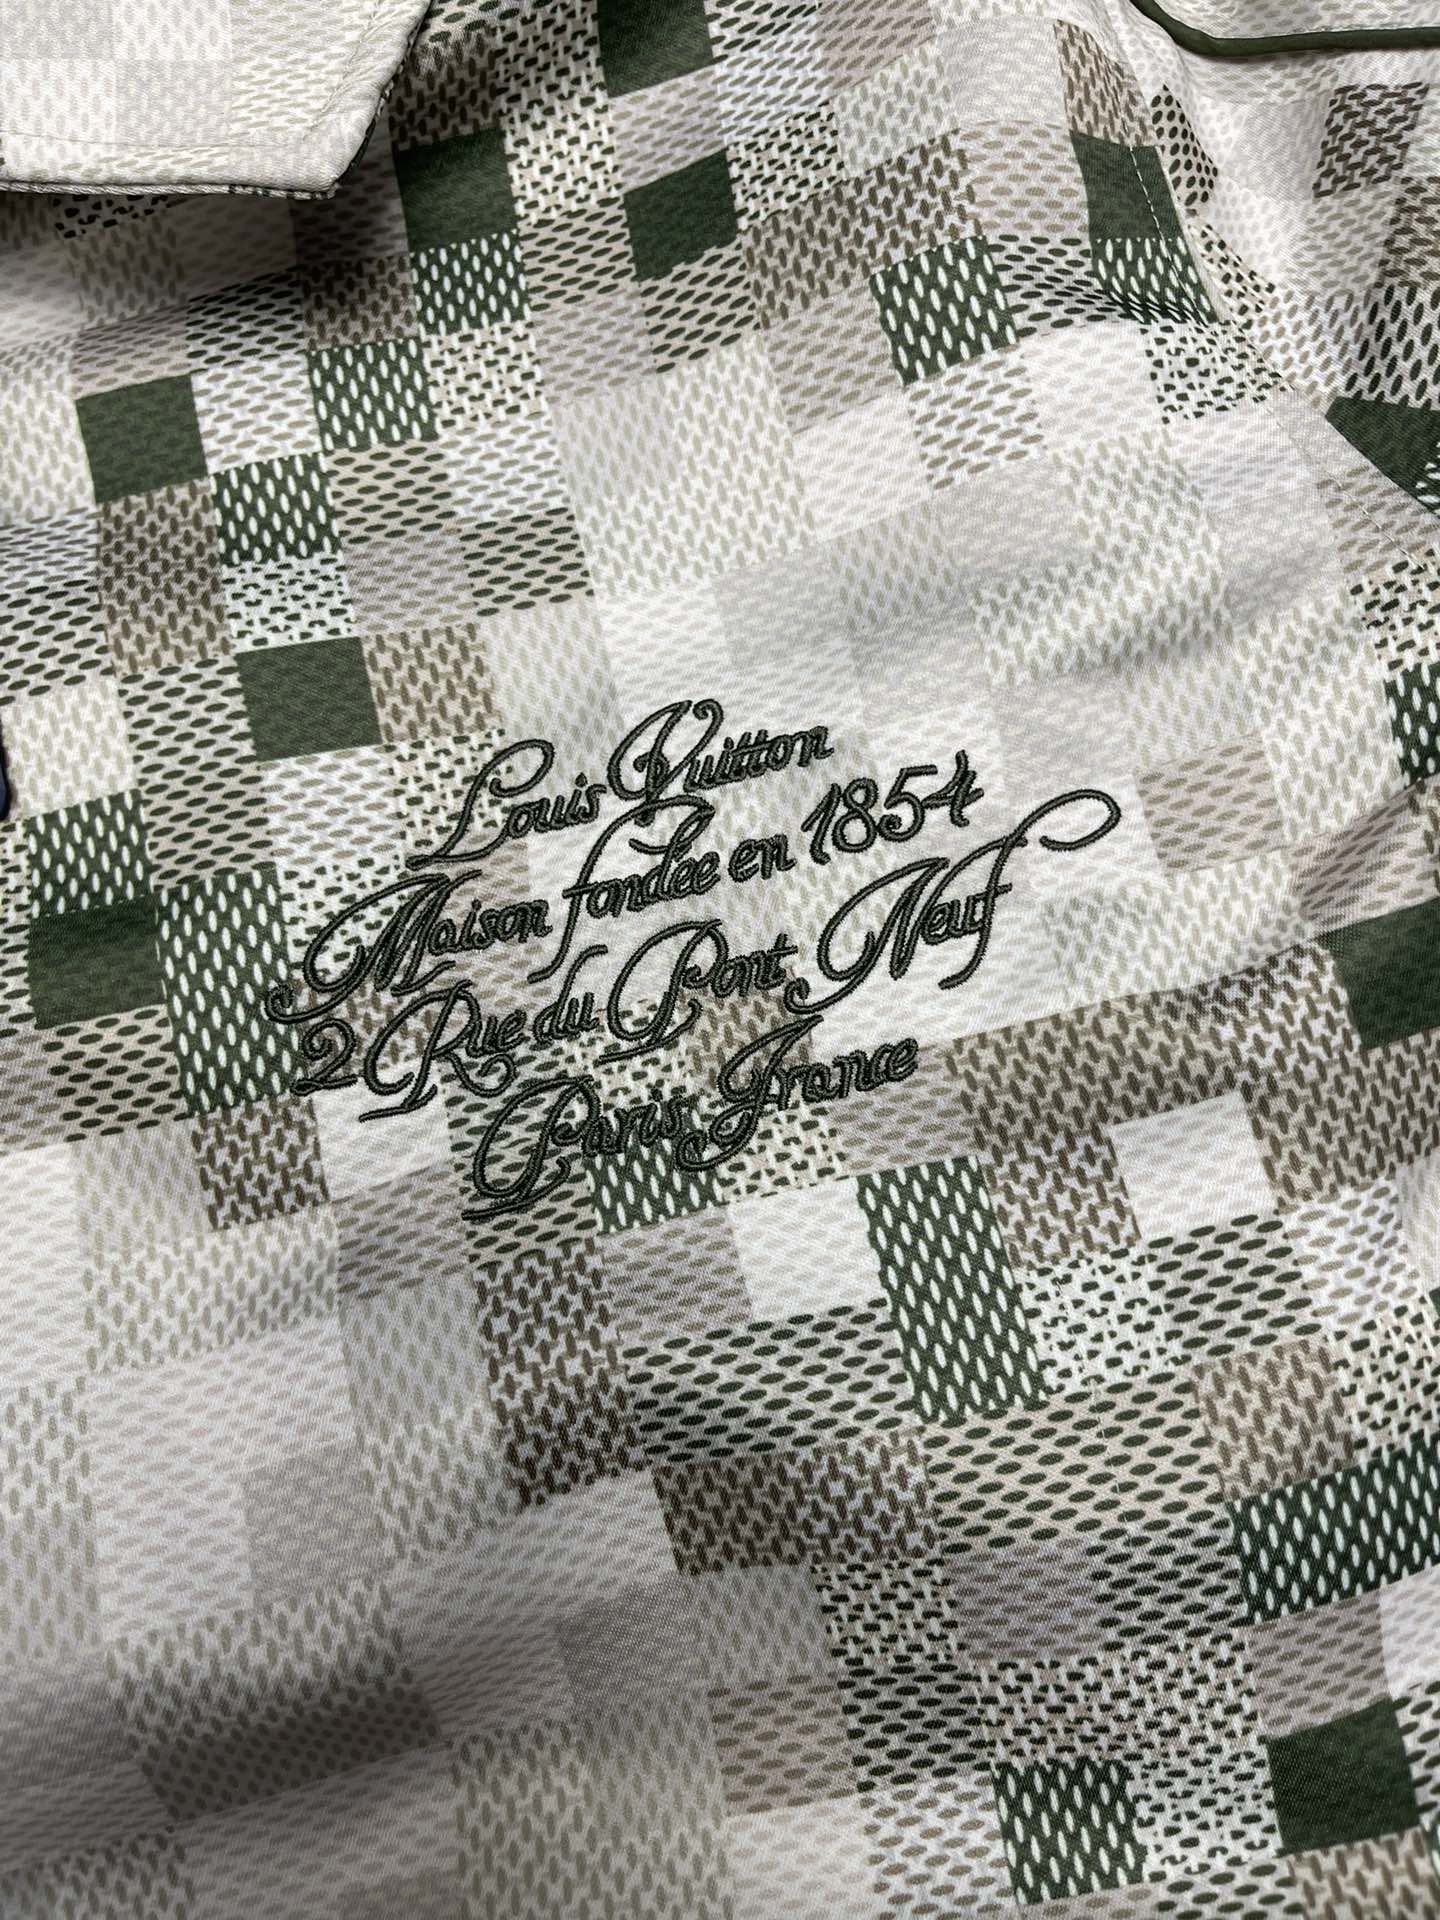 Louis Vuitton
Maison fondée en 1854
2 Rue du Pont Neuf
Paris, France